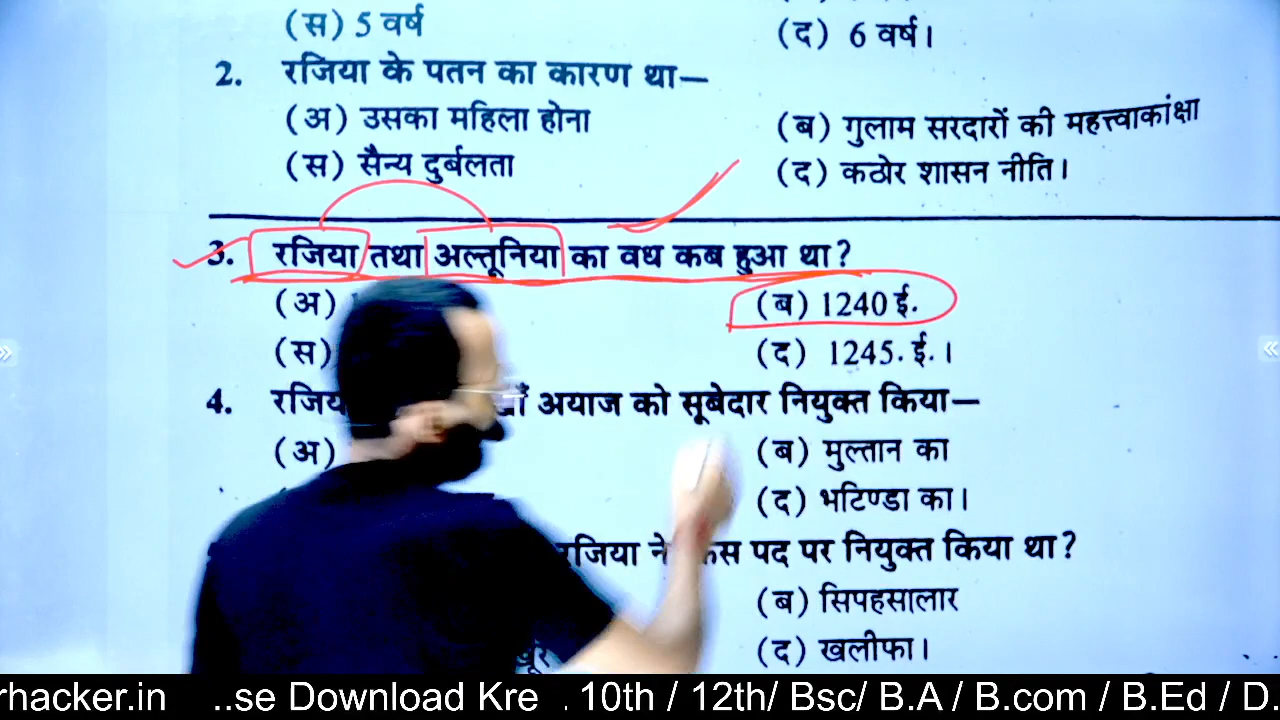 (स) 5 वर्ष (द) 6 वर्ष।
2. रजिया के पतन का कारण था—
(अ) उसका महिला होना (ब) गुलाम सरदारों की महत्त्वाकांक्षा
(स) सैन्य दुर्बलता (द) कठोर शासन नीति।
3. रजिया तथा अल्तूनिया का वध कब हुआ था?
(अ) (ब) 1240 ई.
(स) (द) 1245. ई.।
4. अयाज को सूबेदार नियुक्त किया—
(अ) (ब) मुल्तान का
(द) भटिण्डा का।
रजिया ने पद पर नियुक्त किया था?
(ब) सिपहसालार
(द) खलीफा।
rhacker.in ..se Download Kre . 10th / 12th/ Bsc/ B.A / B.com / B.Ed / D.